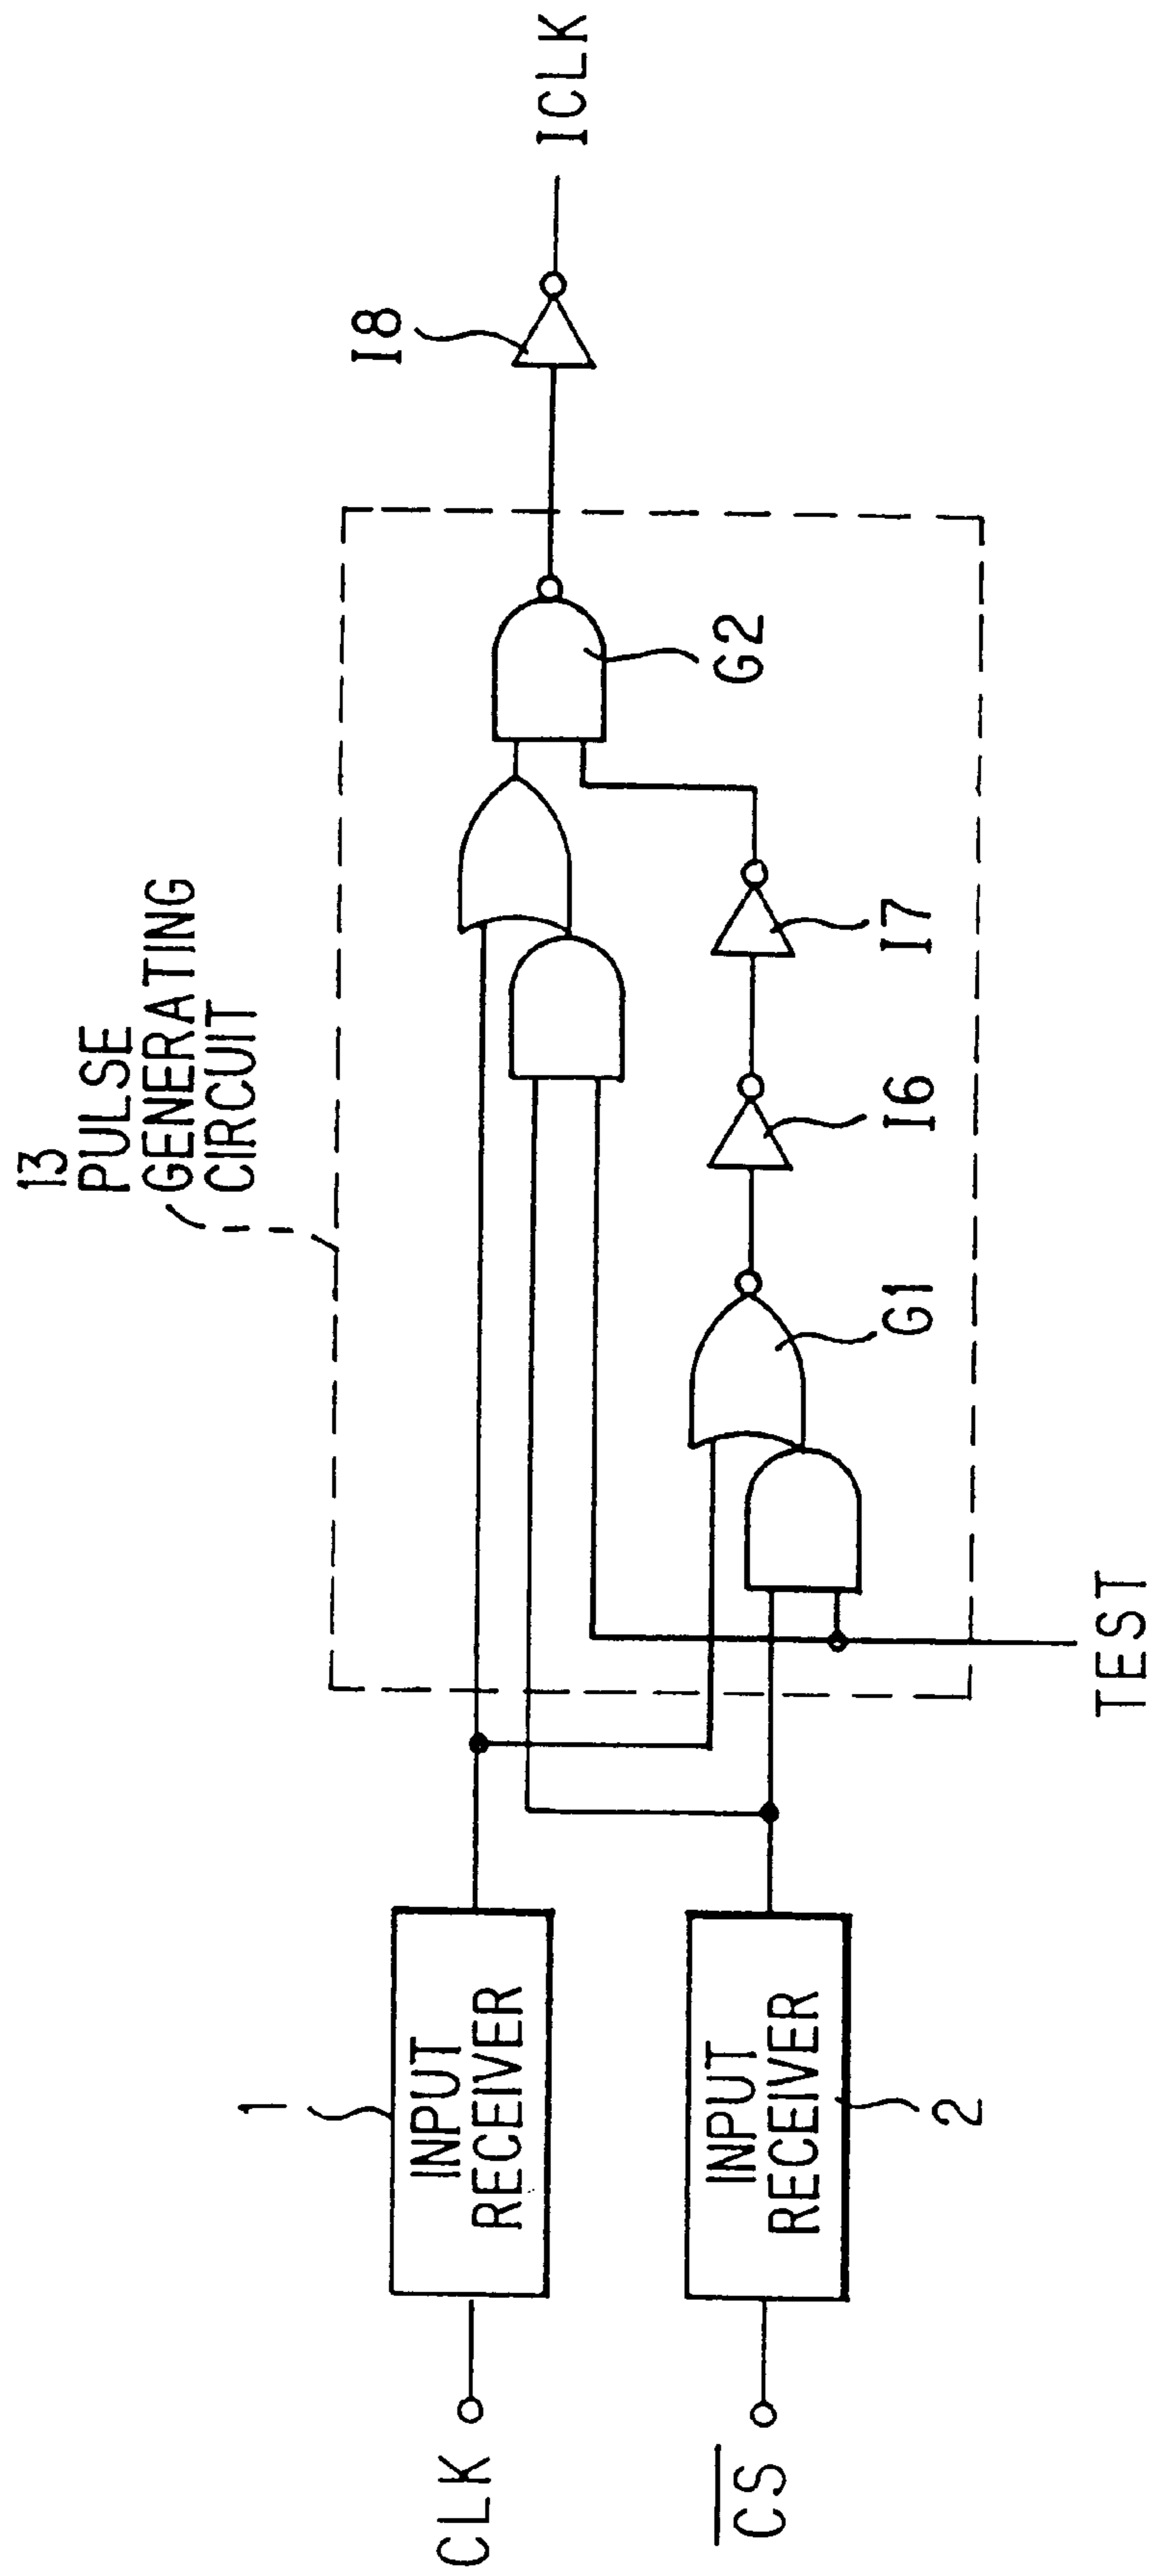 13
PULSE
GENERATING
CIRCUIT
I8
ICLK
G2
I7
I6
G1
1
INPUT
RECEIVER
CLK
INPUT
RECEIVER
2
CS
TEST